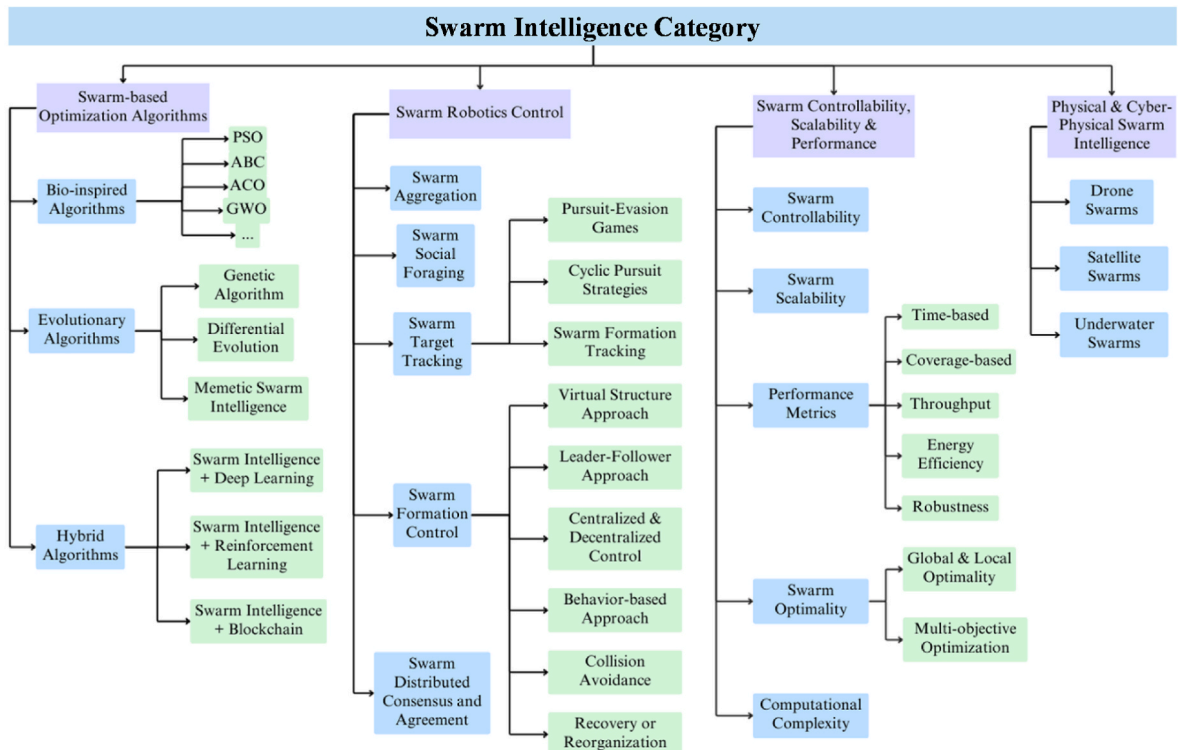 Swarm Intelligence Category
Swarm-based
Optimization Algorithms
Bio-inspired
Algorithms
PSO
ABC
ACO
GWO
...
Evolutionary
Algorithms
Genetic
Algorithm
Differential
Evolution
Memetic Swarm
Intelligence
Hybrid
Algorithms
Swarm Intelligence
+ Deep Learning
Swarm Intelligence
+ Reinforcement
Learning
Swarm Intelligence
+ Blockchain
Swarm Robotics Control
Swarm
Aggregation
Swarm
Social
Foraging
Swarm
Target
Tracking
Pursuit-Evasion
Games
Cyclic Pursuit
Strategies
Swarm Formation
Tracking
Swarm
Formation
Control
Virtual Structure
Approach
Leader-Follower
Approach
Centralized &
Decentralized
Control
Behavior-based
Approach
Collision
Avoidance
Recovery or
Reorganization
Swarm
Distributed
Consensus and
Agreement
Swarm Controllability,
Scalability &
Performance
Swarm
Controllability
Swarm
Scalability
Performance
Metrics
Time-based
Coverage-based
Throughput
Energy
Efficiency
Robustness
Swarm
Optimality
Global & Local
Optimality
Multi-objective
Optimization
Computational
Complexity
Physical & Cyber-
Physical Swarm
Intelligence
Drone
Swarms
Satellite
Swarms
Underwater
Swarms